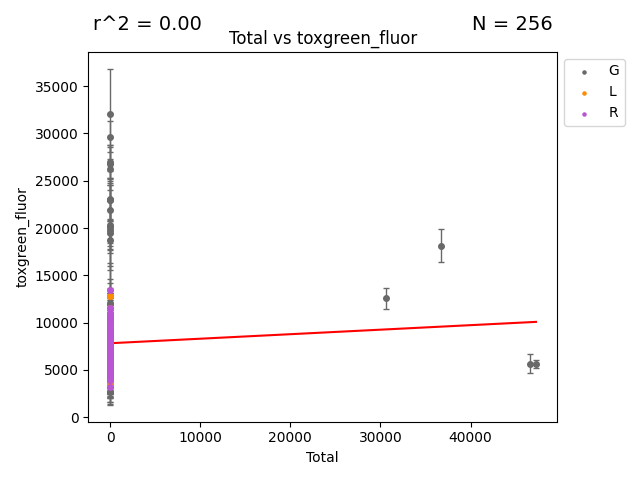 r^2 = 0.00
N = 256
Total vs toxgreen_fluor
G
L
R
35000
30000
25000
20000
15000
10000
5000
0
toxgreen_fluor
0 10000 20000 30000 40000
Total